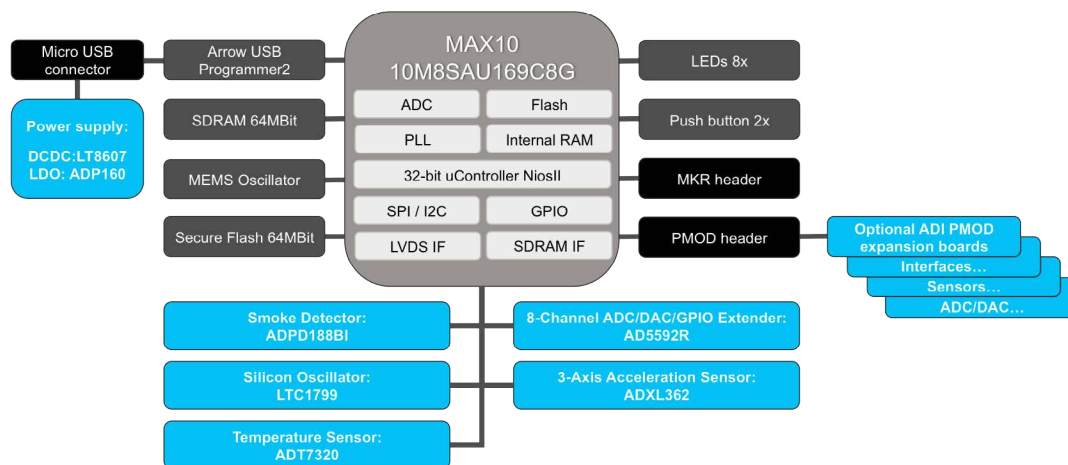 Micro USB
connector
Power supply:
DCDC:LT8607
LDO: ADP160
Arrow USB
Programmer2
SDRAM 64MBit
MEMS Oscillator
Secure Flash 64MBit
MAX10
10M8SAU169C8G
ADC
Flash
PLL
Internal RAM
32-bit uController NiosII
SPI / I2C
GPIO
LVDS IF
SDRAM IF
LEDs 8x
Push button 2x
MKR header
PMOD header
Optional ADI PMOD
expansion boards
Interfaces...
Sensors...
ADC/DAC...
Smoke Detector:
ADPD188BI
8-Channel ADC/DAC/GPIO Extender:
AD5592R
Silicon Oscillator:
LTC1799
3-Axis Acceleration Sensor:
ADXL362
Temperature Sensor:
ADT7320